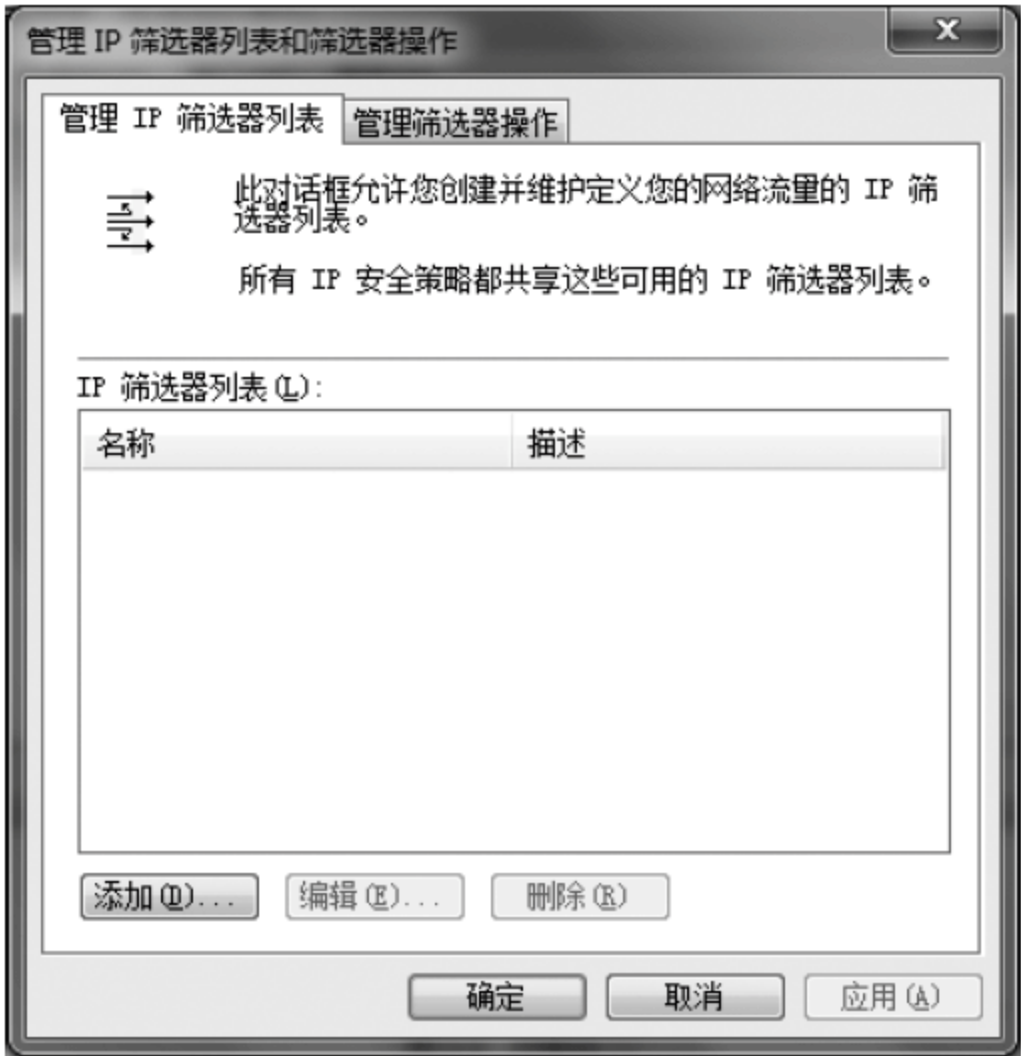 管理 IP 筛选器列表和筛选器操作
管理 IP 筛选器列表
管理筛选器操作
此对话框允许您创建并维护定义您的网络流量的 IP 筛
选器列表。
所有 IP 安全策略都共享这些可用的 IP 筛选器列表。
IP 筛选器列表(L):
名称
描述
添加(D)...
编辑(E)...
删除(R)
确定
取消
应用(A)